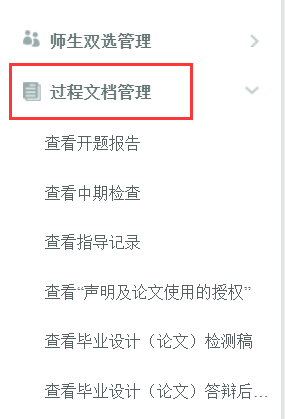 师生双选管理
过程文档管理
查看开题报告
查看中期检查
查看指导记录
查看“声明及论文使用的授权”
查看毕业设计（论文）检测稿
查看毕业设计（论文）答辩后...